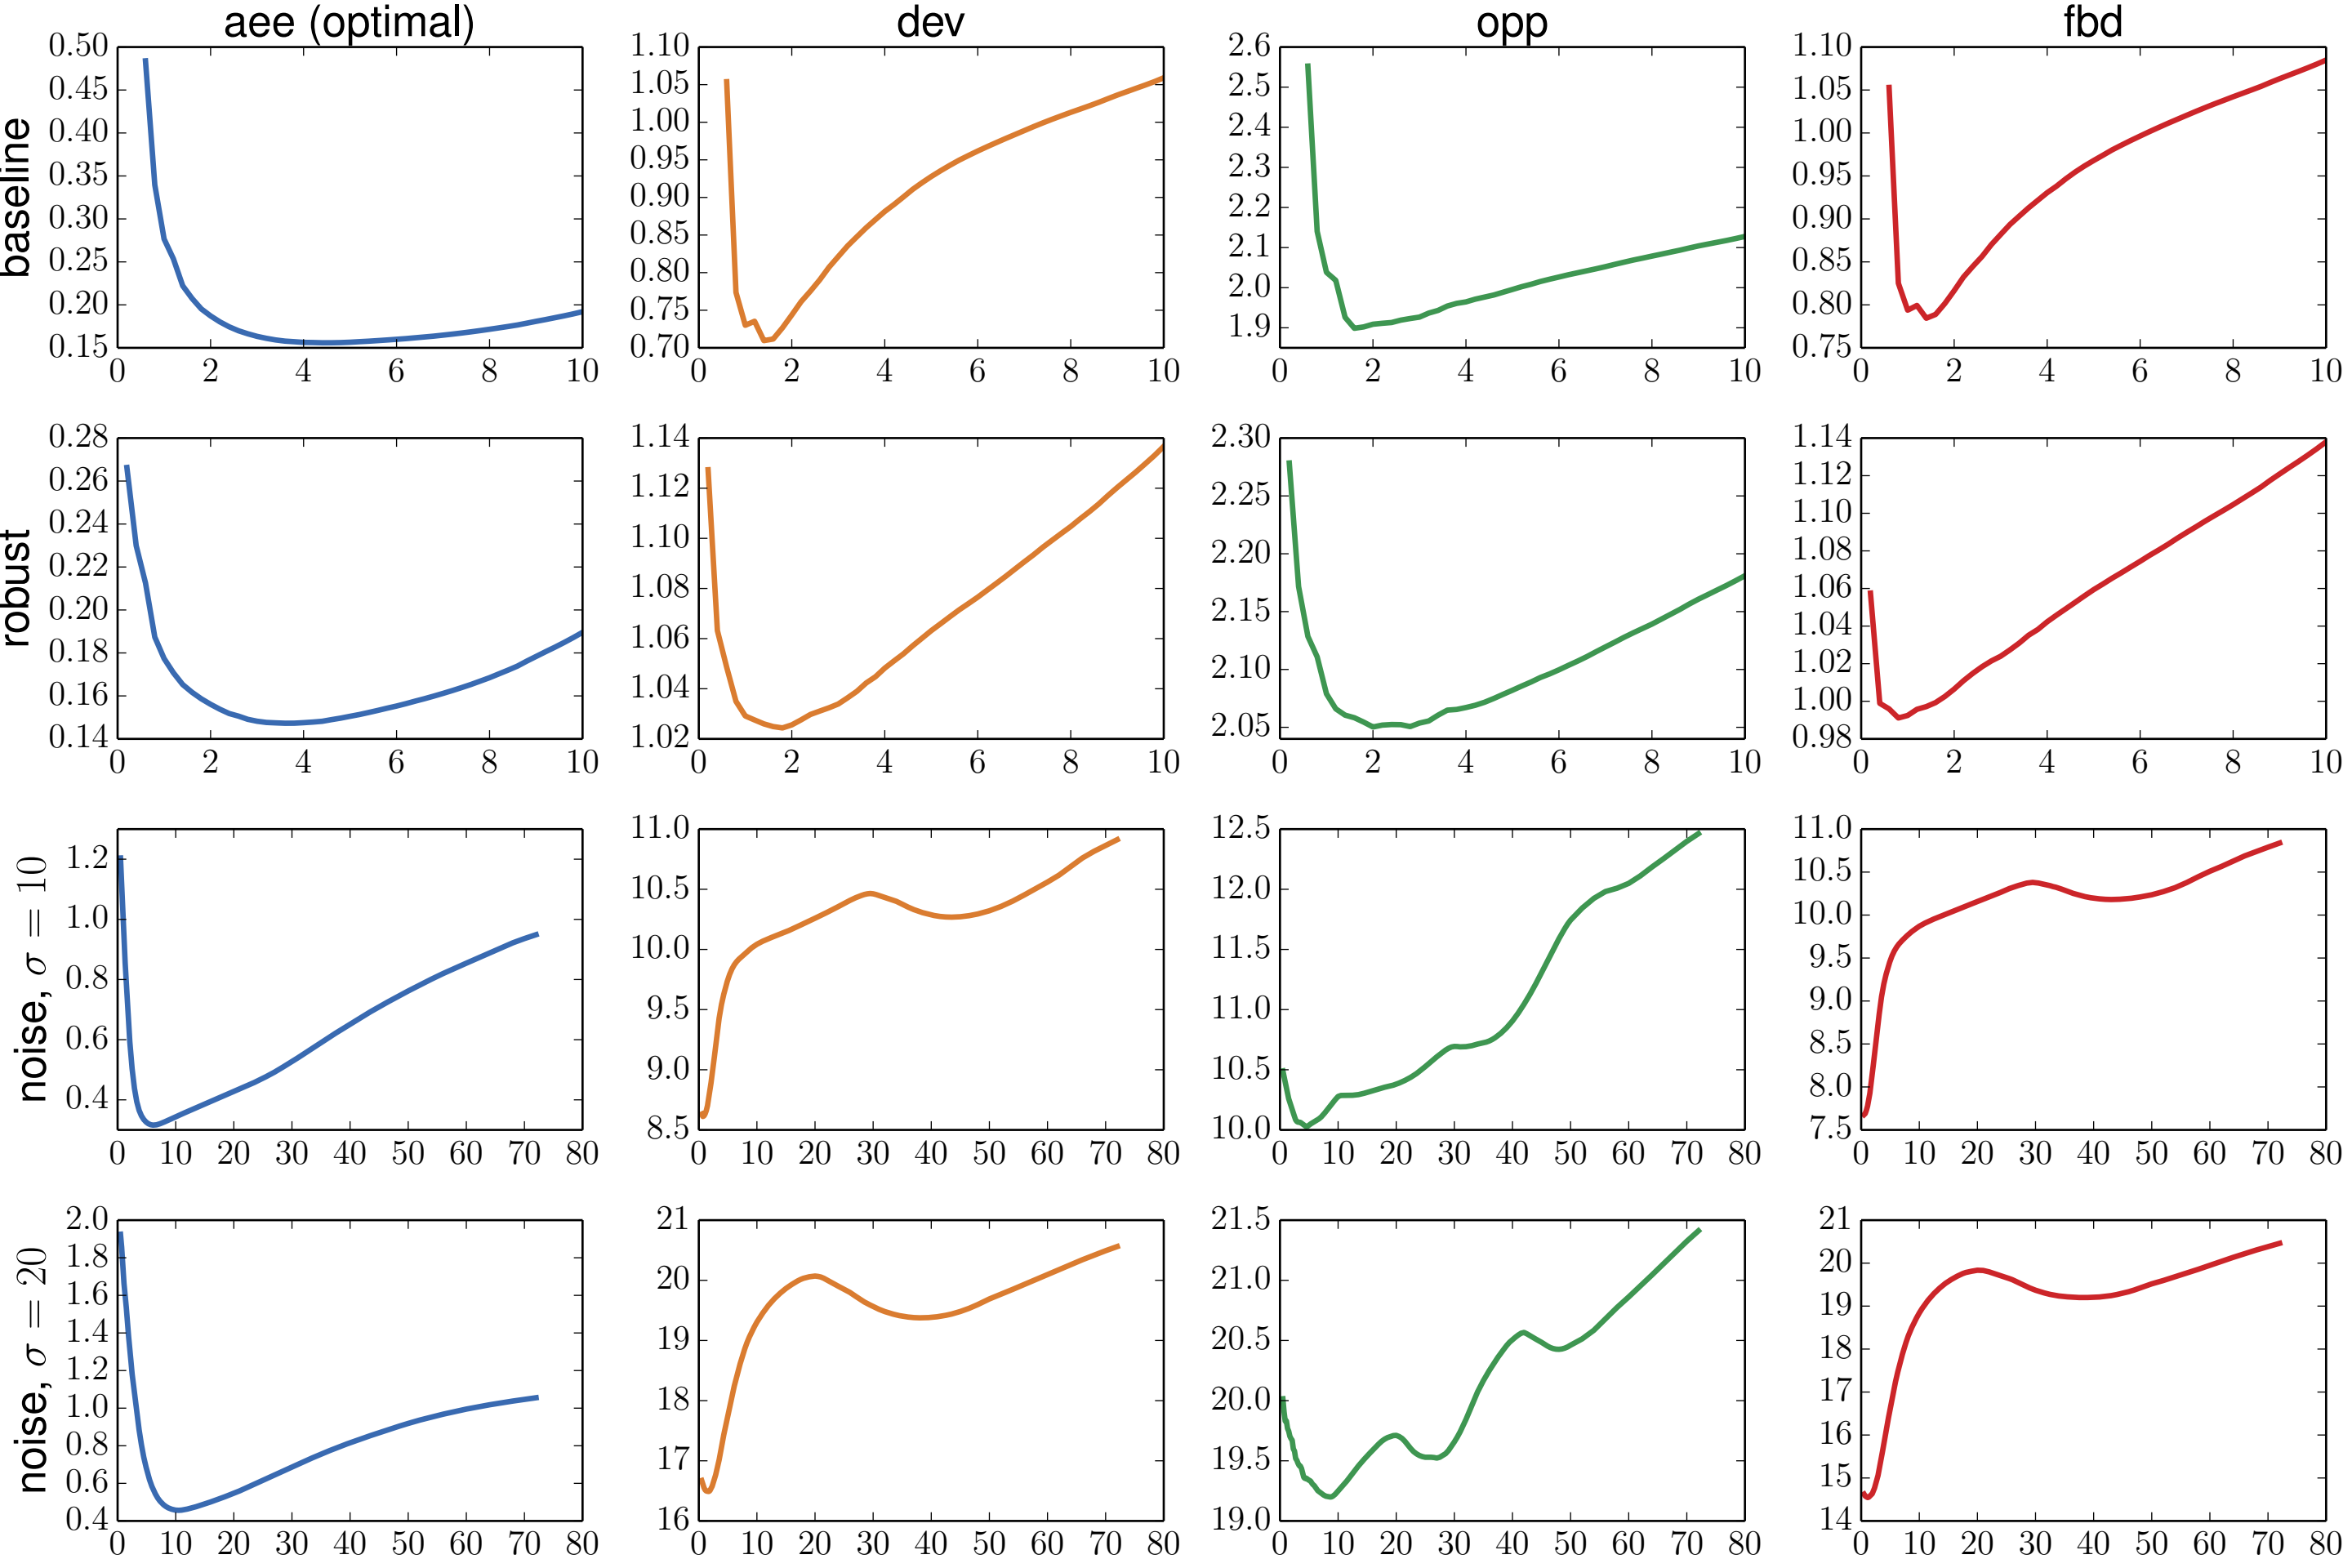 aee (optimal) dev opp fbd
baseline
0.50 0.45 0.40 0.35 0.30 0.25 0.20 0.15
0 2 4 6 8 10
1.10 1.05 1.00 0.95 0.90 0.85 0.80 0.75 0.70
0 2 4 6 8 10
2.6 2.5 2.4 2.3 2.2 2.1 2.0 1.9
0 2 4 6 8 10
1.10 1.05 1.00 0.95 0.90 0.85 0.80 0.75
0 2 4 6 8 10
robust
0.28 0.26 0.24 0.22 0.20 0.18 0.16 0.14
0 2 4 6 8 10
1.14 1.12 1.10 1.08 1.06 1.04 1.02
0 2 4 6 8 10
2.30 2.25 2.20 2.15 2.10 2.05
0 2 4 6 8 10
1.14 1.12 1.10 1.08 1.06 1.04 1.02 1.00 0.98
0 2 4 6 8 10
noise, σ = 10
1.2 1.0 0.8 0.6 0.4
0 10 20 30 40 50 60 70 80
11.0 10.5 10.0 9.5 9.0 8.5
0 10 20 30 40 50 60 70 80
12.5 12.0 11.5 11.0 10.5 10.0
0 10 20 30 40 50 60 70 80
11.0 10.5 10.0 9.5 9.0 8.5 8.0 7.5
0 10 20 30 40 50 60 70 80
noise, σ = 20
2.0 1.8 1.6 1.4 1.2 1.0 0.8 0.6 0.4
0 10 20 30 40 50 60 70 80
21 20 19 18 17 16
0 10 20 30 40 50 60 70 80
21.5 21.0 20.5 20.0 19.5 19.0
0 10 20 30 40 50 60 70 80
21 20 19 18 17 16 15 14
0 10 20 30 40 50 60 70 80